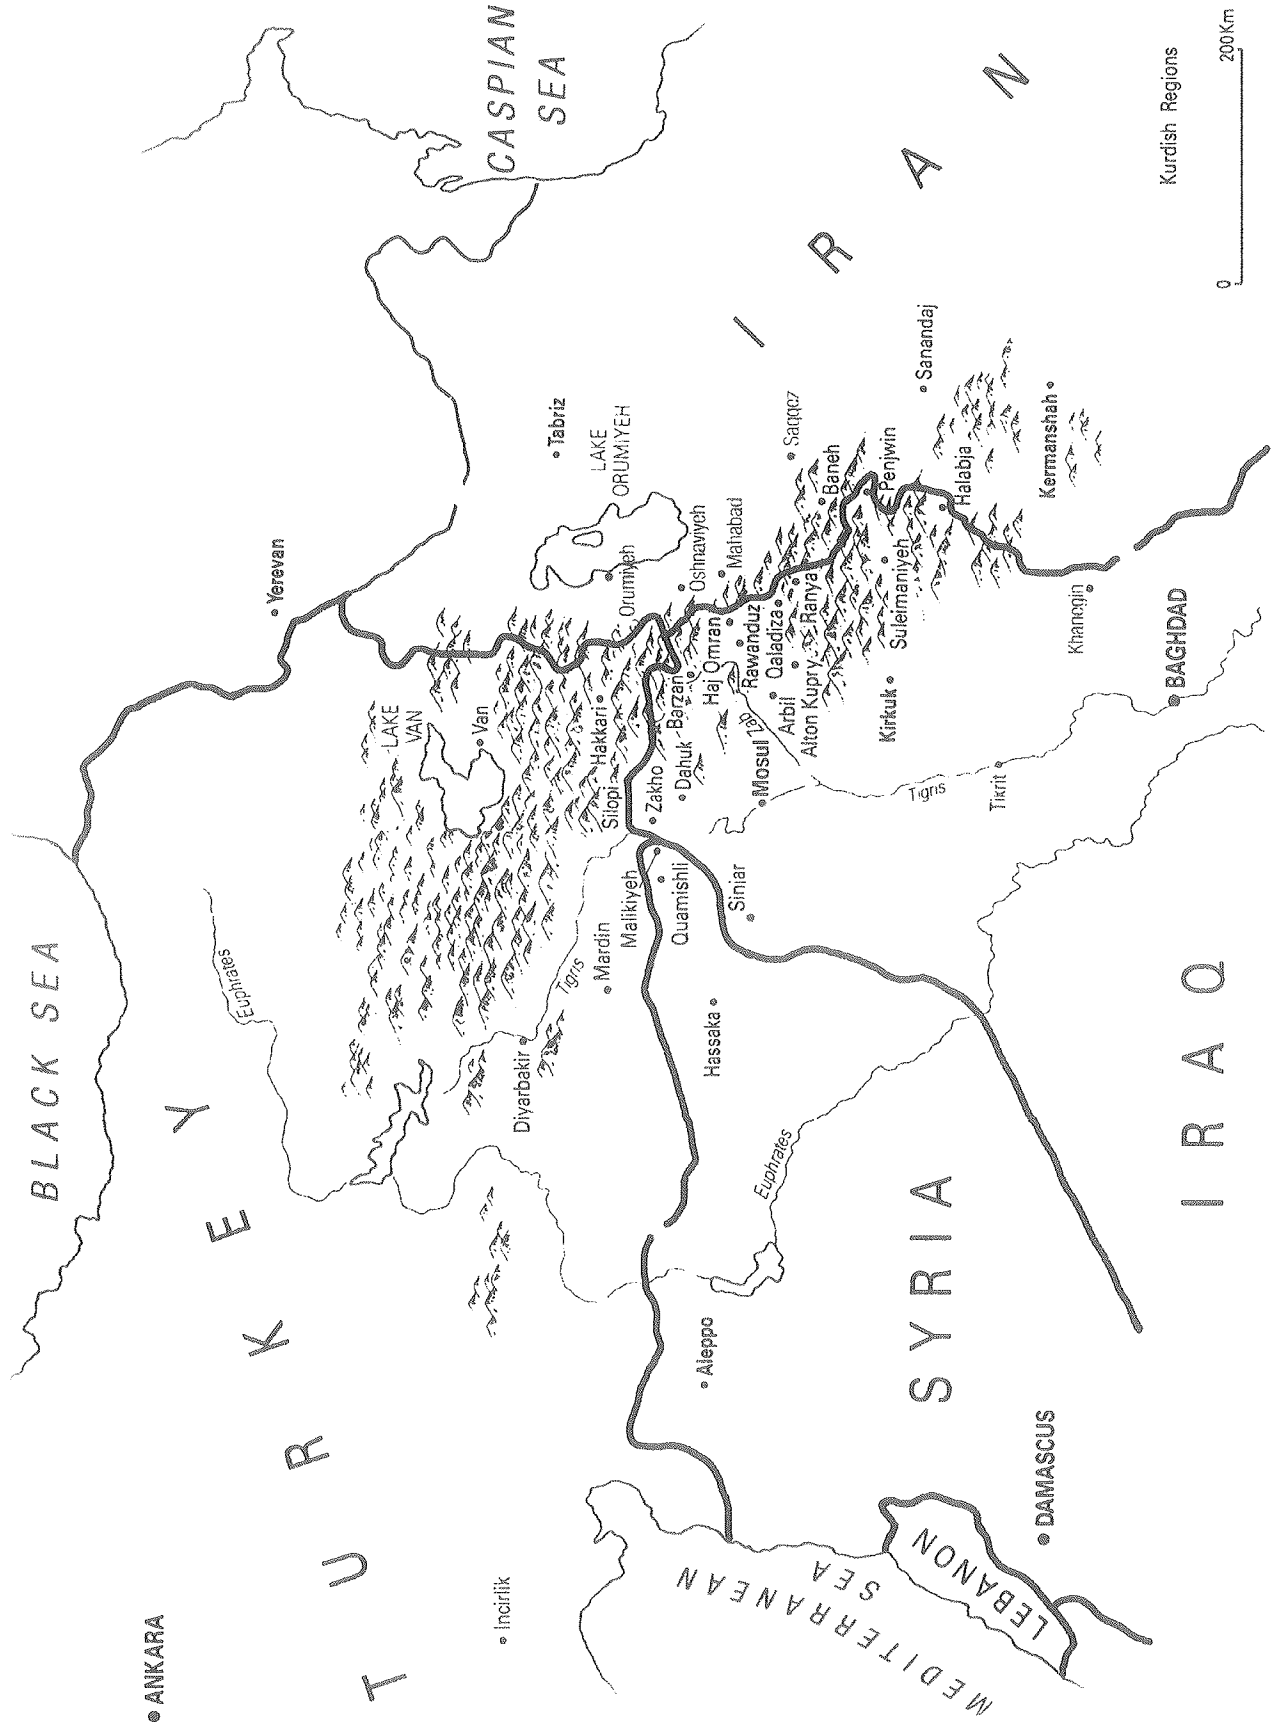 BLACK SEA
CASPIAN
SEA
ANKARA
TURKEY
Euphrates
Yerevan
LAKE
VAN
Van
Tabriz
LAKE
ORUMIYEH
Orumiyeh
Incirlik
Diyarbakir
Tigris
Mardin
Hakkari
Silopi
Malikiyeh
Zakho
Quamishli
Dahuk
Barzan
Oshnaviyeh
Mahabad
Haj Omran
Rawanduz
Hassaka
Siniar
Mosul
Zab
Qaladiza
Arbil
Ranya
Alton Kupry
Saqqez
Baneh
Penjwin
Sanandaj
Aleppo
Euphrates
Kirkuk
Suleimaniyeh
Halabja
Kermanshah
Tigris
Tikrit
Khaneqin
BAGHDAD
IRAN
MEDITERRANEAN
SEA
LEBANON
DAMASCUS
SYRIA
IRAQ
Kurdish Regions
0 200Km